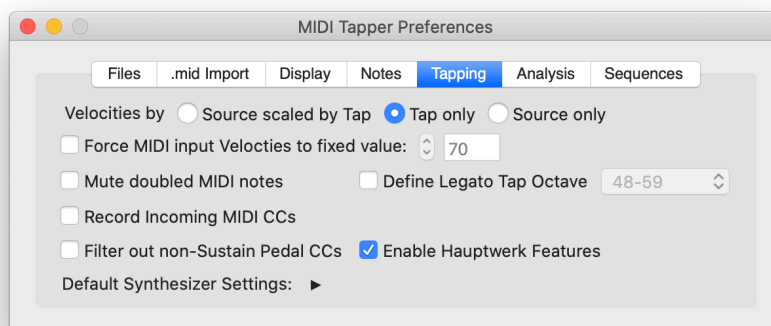 MIDI Tapper Preferences
Files .mid Import Display Notes Tapping Analysis Sequences
Velocities by Source scaled by Tap Tap only Source only
Force MIDI input Velocties to fixed value: 70
Mute doubled MIDI notes Define Legato Tap Octave 48-59
Record Incoming MIDI CCs
Filter out non-Sustain Pedal CCs Enable Hauptwerk Features
Default Synthesizer Settings: